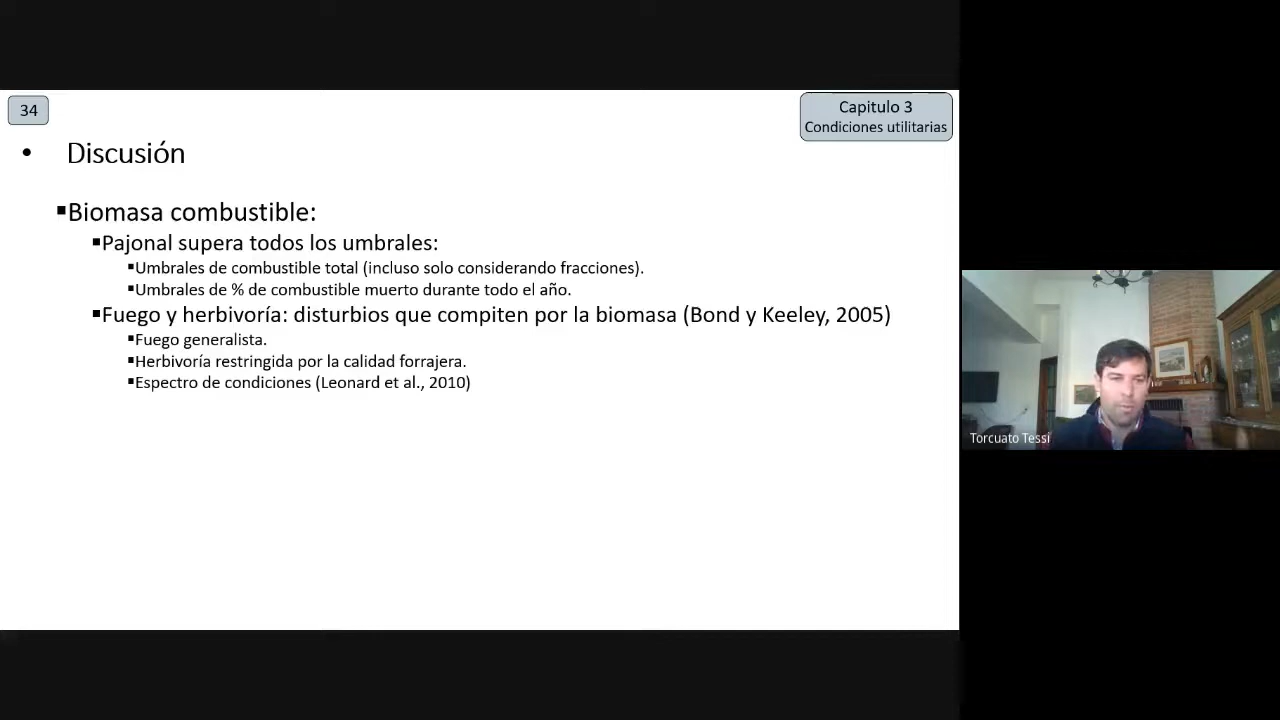 34
Capitulo 3
Condiciones utilitarias
• Discusión
▪Biomasa combustible:
▪Pajonal supera todos los umbrales:
▪Umbrales de combustible total (incluso solo considerando fracciones).
▪Umbrales de % de combustible muerto durante todo el año.
▪Fuego y herbivoría: disturbios que compiten por la biomasa (Bond y Keeley, 2005)
▪Fuego generalista.
▪Herbivoría restringida por la calidad forrajera.
▪Espectro de condiciones (Leonard et al., 2010)
Torcuato Tessi